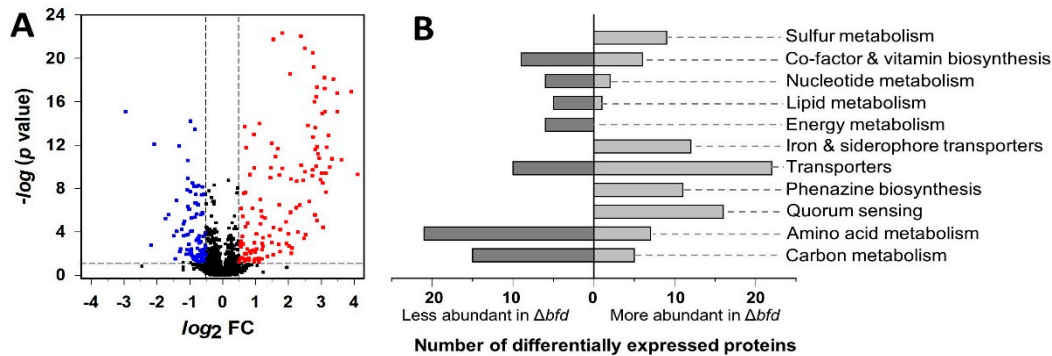 A
-log (p value)
24
20
16
12
8
4
0
-4 -3 -2 -1 0 1 2 3 4
log2 FC
B
Sulfur metabolism
Co-factor & vitamin biosynthesis
Nucleotide metabolism
Lipid metabolism
Energy metabolism
Iron & siderophore transporters
Transporters
Phenazine biosynthesis
Quorum sensing
Amino acid metabolism
Carbon metabolism
20 10 0 10 20
Less abundant in Δbfd More abundant in Δbfd
Number of differentially expressed proteins